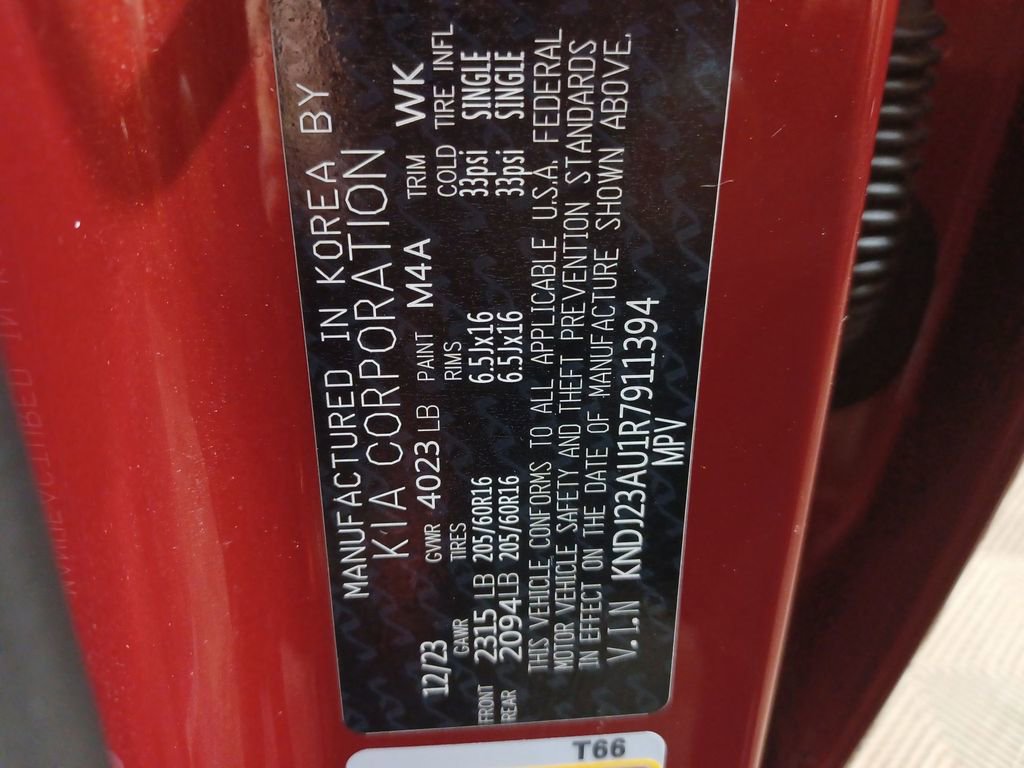 MANUFACTURED IN KOREA BY
KIA CORPORATION
12/23 GVWR 4023 LB PAINT M4A TRIM WK
GAWR TIRES RIMS COLD TIRE INFL
FRONT 2315 LB 205/60R16 6.5Jx16 33psi SINGLE
REAR 2094LB 205/60R16 6.5Jx16 33psi SINGLE
THIS VEHICLE CONFORMS TO ALL APPLICABLE U.S.A. FEDERAL
MOTOR VEHICLE SAFETY AND THEFT PREVENTION STANDARDS
IN EFFECT ON THE DATE OF MANUFACTURE SHOWN ABOVE.
V.I.N KNDJ23AU1R7911394
MPV
T66